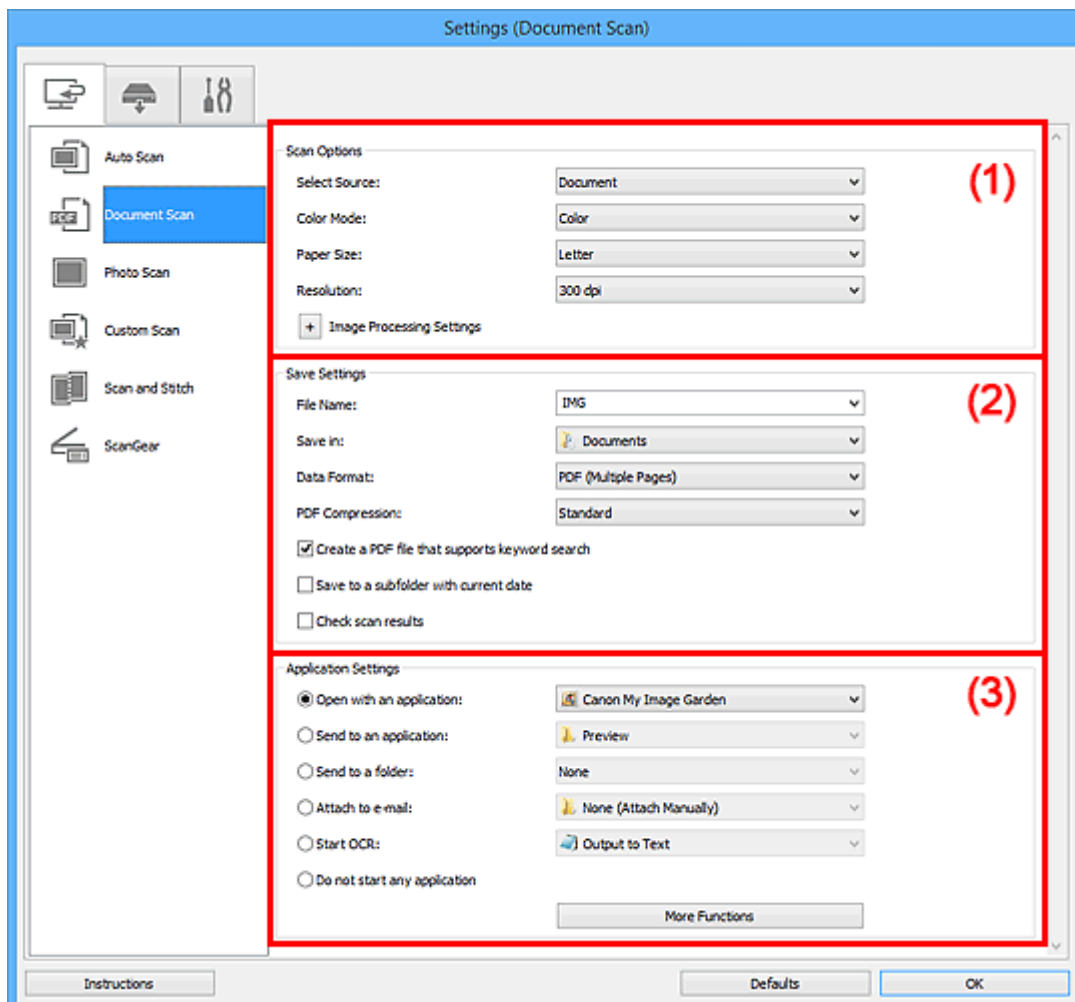 Settings (Document Scan)
Auto Scan
PDF
Document Scan
Photo Scan
Custom Scan
Scan and Stitch
ScanGear
Scan Options
(1)
Select Source: Document
Color Mode: Color
Paper Size: Letter
Resolution: 300 dpi
+ Image Processing Settings
Save Settings
(2)
File Name: IMG
Save in: Documents
Data Format: PDF (Multiple Pages)
PDF Compression: Standard
Create a PDF file that supports keyword search
Save to a subfolder with current date
Check scan results
Application Settings
(3)
Open with an application: Canon My Image Garden
Send to an application: Preview
Send to a folder: None
Attach to e-mail: None (Attach Manually)
Start OCR: Output to Text
Do not start any application
More Functions
Instructions Defaults OK